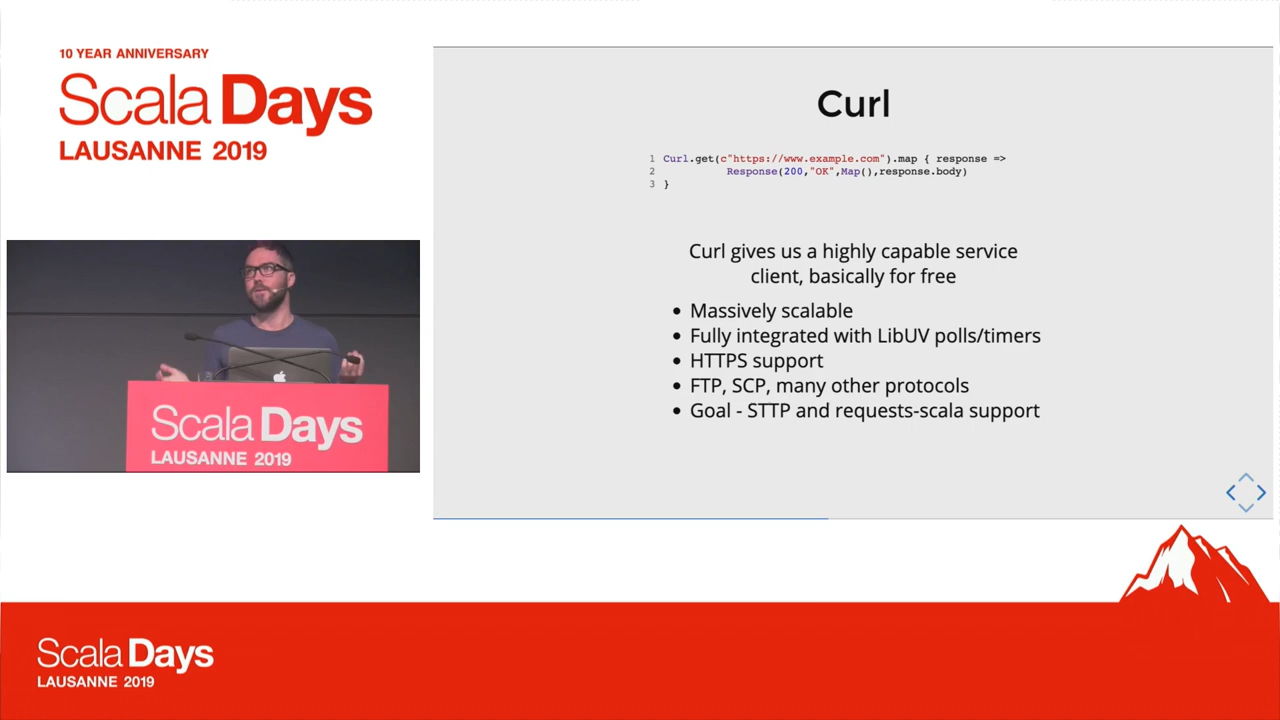 10 YEAR ANNIVERSARY
Scala Days
LAUSANNE 2019
Curl
1 Curl.get(c"https://www.example.com").map { response =>
2 Response(200,"OK",Map(),response.body)
3 }
Curl gives us a highly capable service
client, basically for free
• Massively scalable
• Fully integrated with LibUV polls/timers
• HTTPS support
• FTP, SCP, many other protocols
• Goal - STTP and requests-scala support
Scala Days
LAUSANNE 2019
Scala Days
LAUSANNE 2019